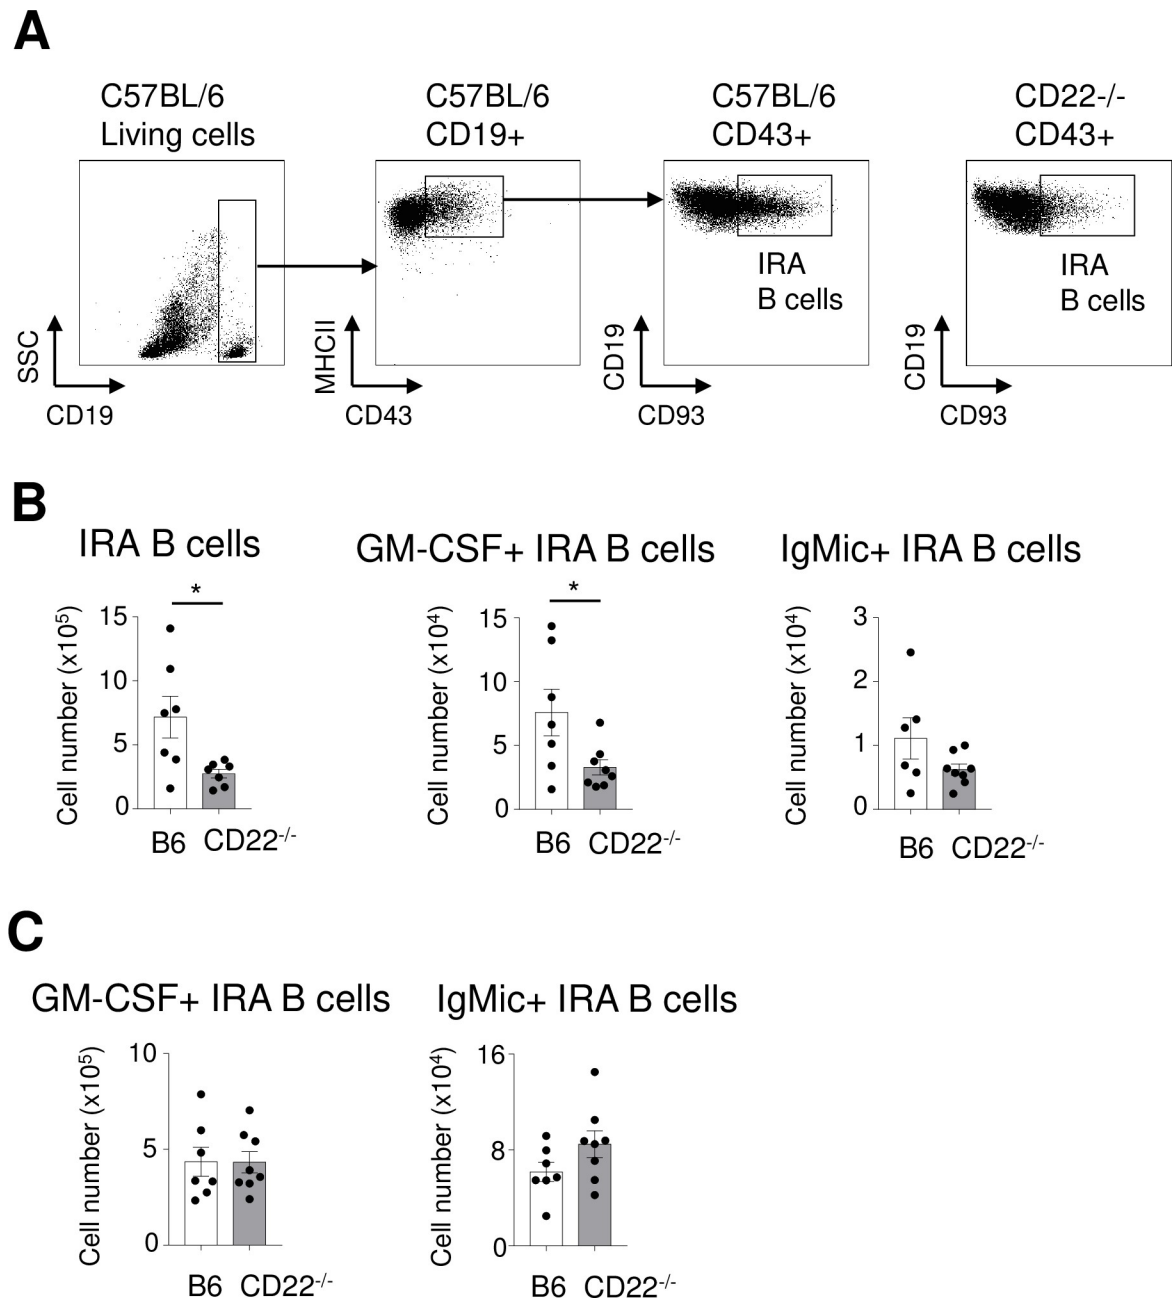 A
C57BL/6
Living cells
C57BL/6
CD19+
C57BL/6
CD43+
CD22-/-
CD43+
SSC
CD19
MHCII
CD43
CD19
CD93
IRA
B cells
CD19
CD93
IRA
B cells
B
IRA B cells
*
Cell number (x10⁵)
15
10
5
0
B6 CD22⁻/⁻
GM-CSF+ IRA B cells
*
Cell number (x10⁴)
15
10
5
0
B6 CD22⁻/⁻
IgMic+ IRA B cells
Cell number (x10⁴)
3
2
1
0
B6 CD22⁻/⁻
C
GM-CSF+ IRA B cells
Cell number (x10⁵)
10
5
0
B6 CD22⁻/⁻
IgMic+ IRA B cells
Cell number (x10⁴)
16
8
0
B6 CD22⁻/⁻